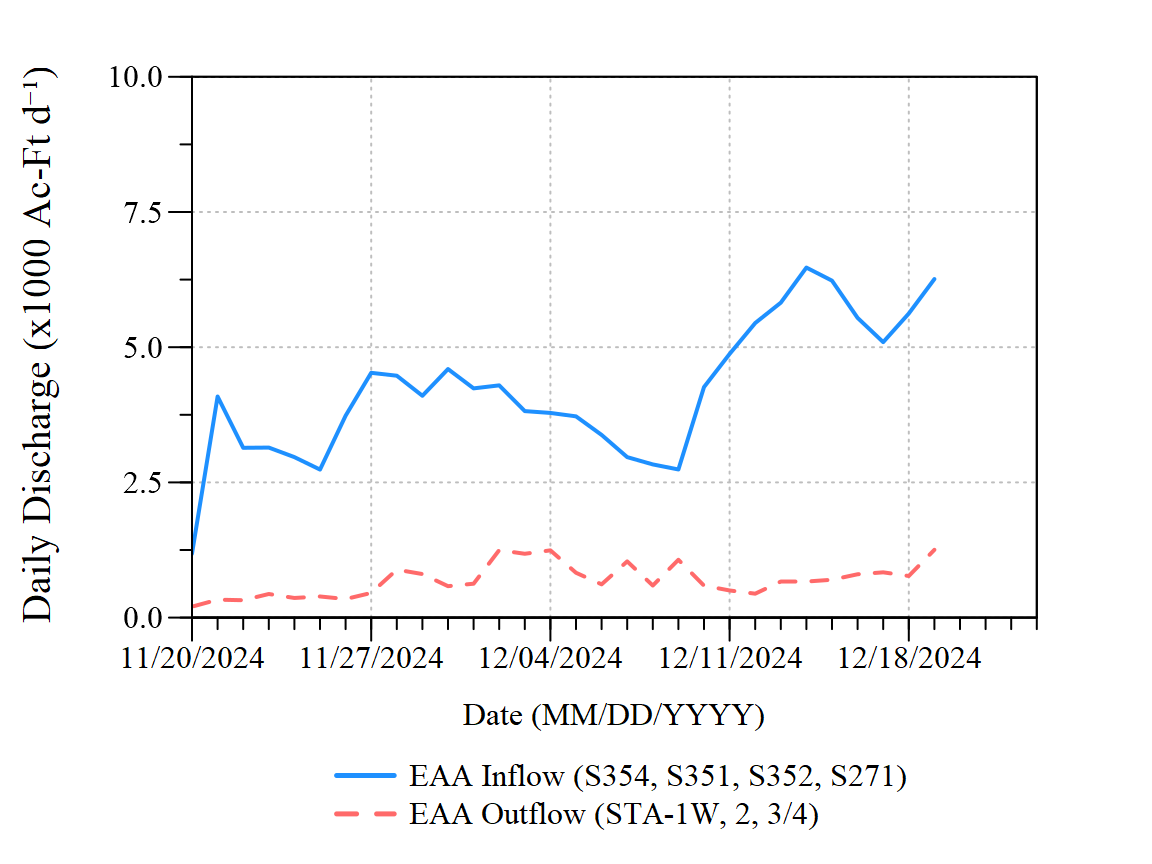 Daily Discharge (x1000 Ac-Ft d⁻¹)
10.0
7.5
5.0
2.5
0.0
11/20/2024 11/27/2024 12/04/2024 12/11/2024 12/18/2024
Date (MM/DD/YYYY)
EAA Inflow (S354, S351, S352, S271)
EAA Outflow (STA-1W, 2, 3/4)